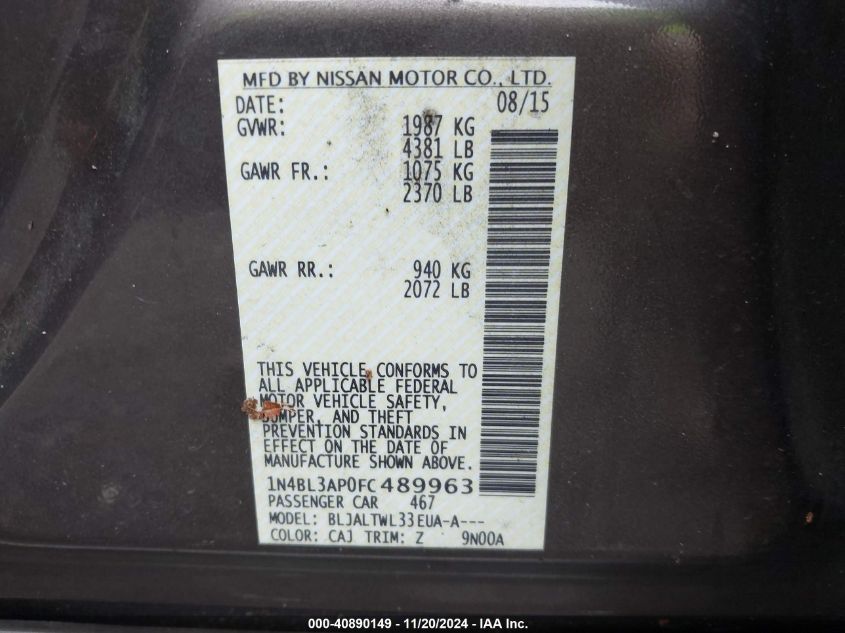 MFD BY NISSAN MOTOR CO., LTD.
DATE: 08/15
GVWR: 1987 KG
4381 LB
GAWR FR.: 1075 KG
2370 LB
GAWR RR.: 940 KG
2072 LB
THIS VEHICLE CONFORMS TO
ALL APPLICABLE FEDERAL
MOTOR VEHICLE SAFETY,
BUMPER, AND THEFT
PREVENTION STANDARDS IN
EFFECT ON THE DATE OF
MANUFACTURE SHOWN ABOVE.
1N4BL3AP0FC489963
PASSENGER CAR 467
MODEL: BLJALTWL33EUA-A---
COLOR: CAJ TRIM: Z 9N00A
000-40890149 - 11/20/2024 - IAA Inc.